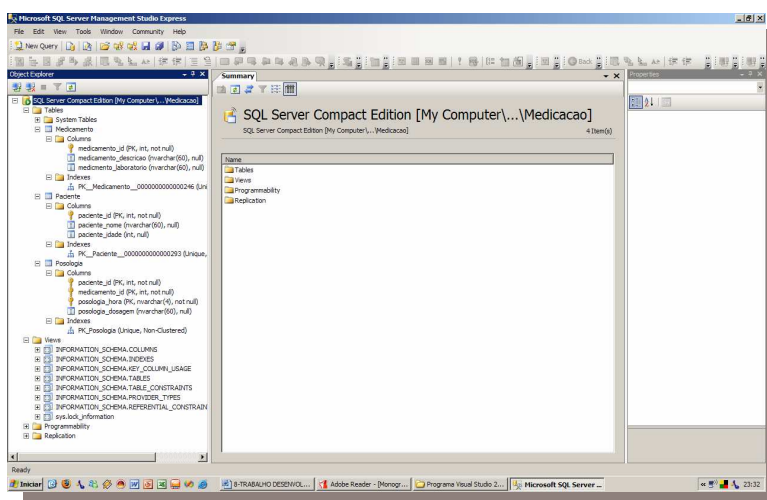 Microsoft SQL Server Management Studio Express
File Edit View Tools Window Community Help
New Query
Back
Object Explorer
SQL Server Compact Edition [My Computer\...\Medicacao]
Tables
System Tables
Medicamento
Columns
medicamento_id (PK, int, not null)
medicamento_descricao (nvarchar(60), null)
medicmento_laboratorio (nvarchar(60), null)
Indexes
PK__Medicamento__0000000000000246 (Uni
Paciente
Columns
paciente_id (PK, int, not null)
paciente_nome (nvarchar(60), null)
paciente_idade (int, null)
Indexes
PK__Paciente__0000000000000293 (Unique,
Posologia
Columns
paciente_id (PK, int, not null)
medicamento_id (PK, int, not null)
posologia_hora (PK, nvarchar(4), not null)
posologia_dosagem (nvarchar(60), null)
Indexes
PK_Posologia (Unique, Non-Clustered)
Views
INFORMATION_SCHEMA.COLUMNS
INFORMATION_SCHEMA.INDEXES
INFORMATION_SCHEMA.KEY_COLUMN_USAGE
INFORMATION_SCHEMA.TABLES
INFORMATION_SCHEMA.TABLE_CONSTRAINTS
INFORMATION_SCHEMA.PROVIDER_TYPES
INFORMATION_SCHEMA.REFERENTIAL_CONSTRAIN
sys.lock_information
Programmability
Replication
Summary
SQL Server Compact Edition [My Computer\...\Medicacao]
SQL Server Compact Edition [My Computer\...\Medicacao] 4 Item(s)
Name
Tables
Views
Programmability
Replication
Properties
Ready
Iniciar 8-TRABALHO DESENVOL... Adobe Reader - [Monogr... Programa Visual Studio 2... Microsoft SQL Server ... 23:32